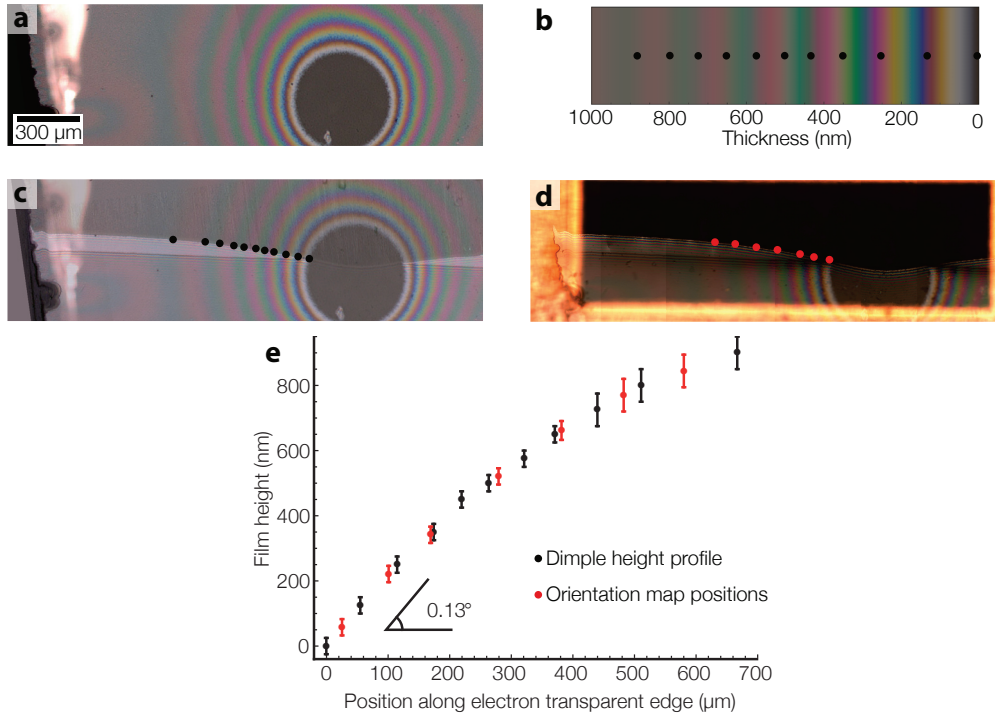 a
300 µm
b
1000 800 600 400 200 0
Thickness (nm)
c
d
e
Film height (nm)
800
600
400
200
0
0.13°
Dimple height profile
Orientation map positions
0 100 200 300 400 500 600 700
Position along electron transparent edge (µm)